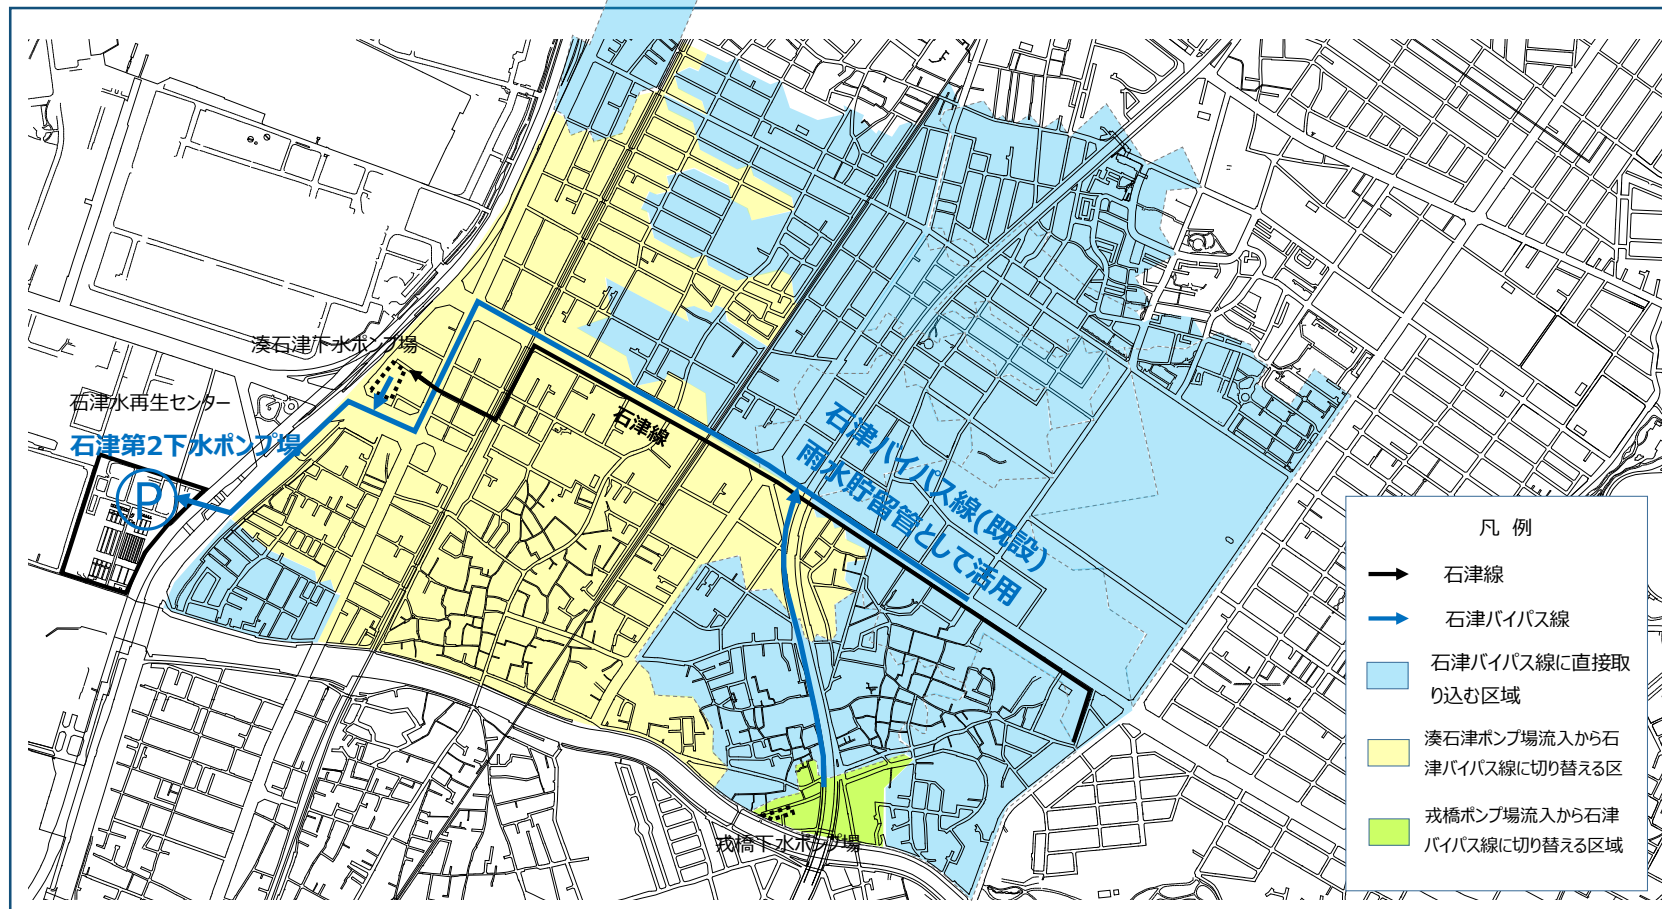 湊石津下水ポンプ場
石津水再生センター
石津第2下水ポンプ場
P
石津線
石津バイパス線(既設)
雨水貯留管として活用
戎橋下水ポンプ場
凡 例
石津線
石津バイパス線
石津バイパス線に直接取
り込む区域
湊石津ポンプ場流入から石
津バイパス線に切り替える区
戎橋ポンプ場流入から石津
バイパス線に切り替える区域